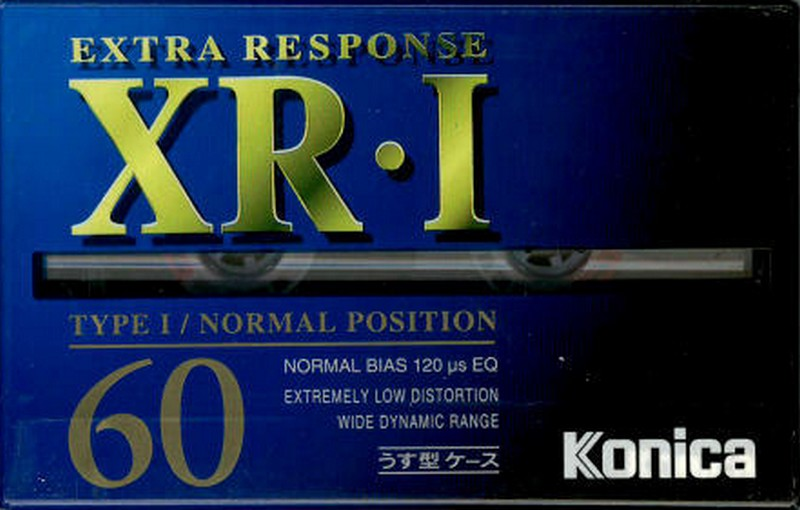 EXTRA RESPONSE
XR·I
TYPE I / NORMAL POSITION
60
NORMAL BIAS 120 μs EQ
EXTREMELY LOW DISTORTION
WIDE DYNAMIC RANGE
うす型 ケース
Konica